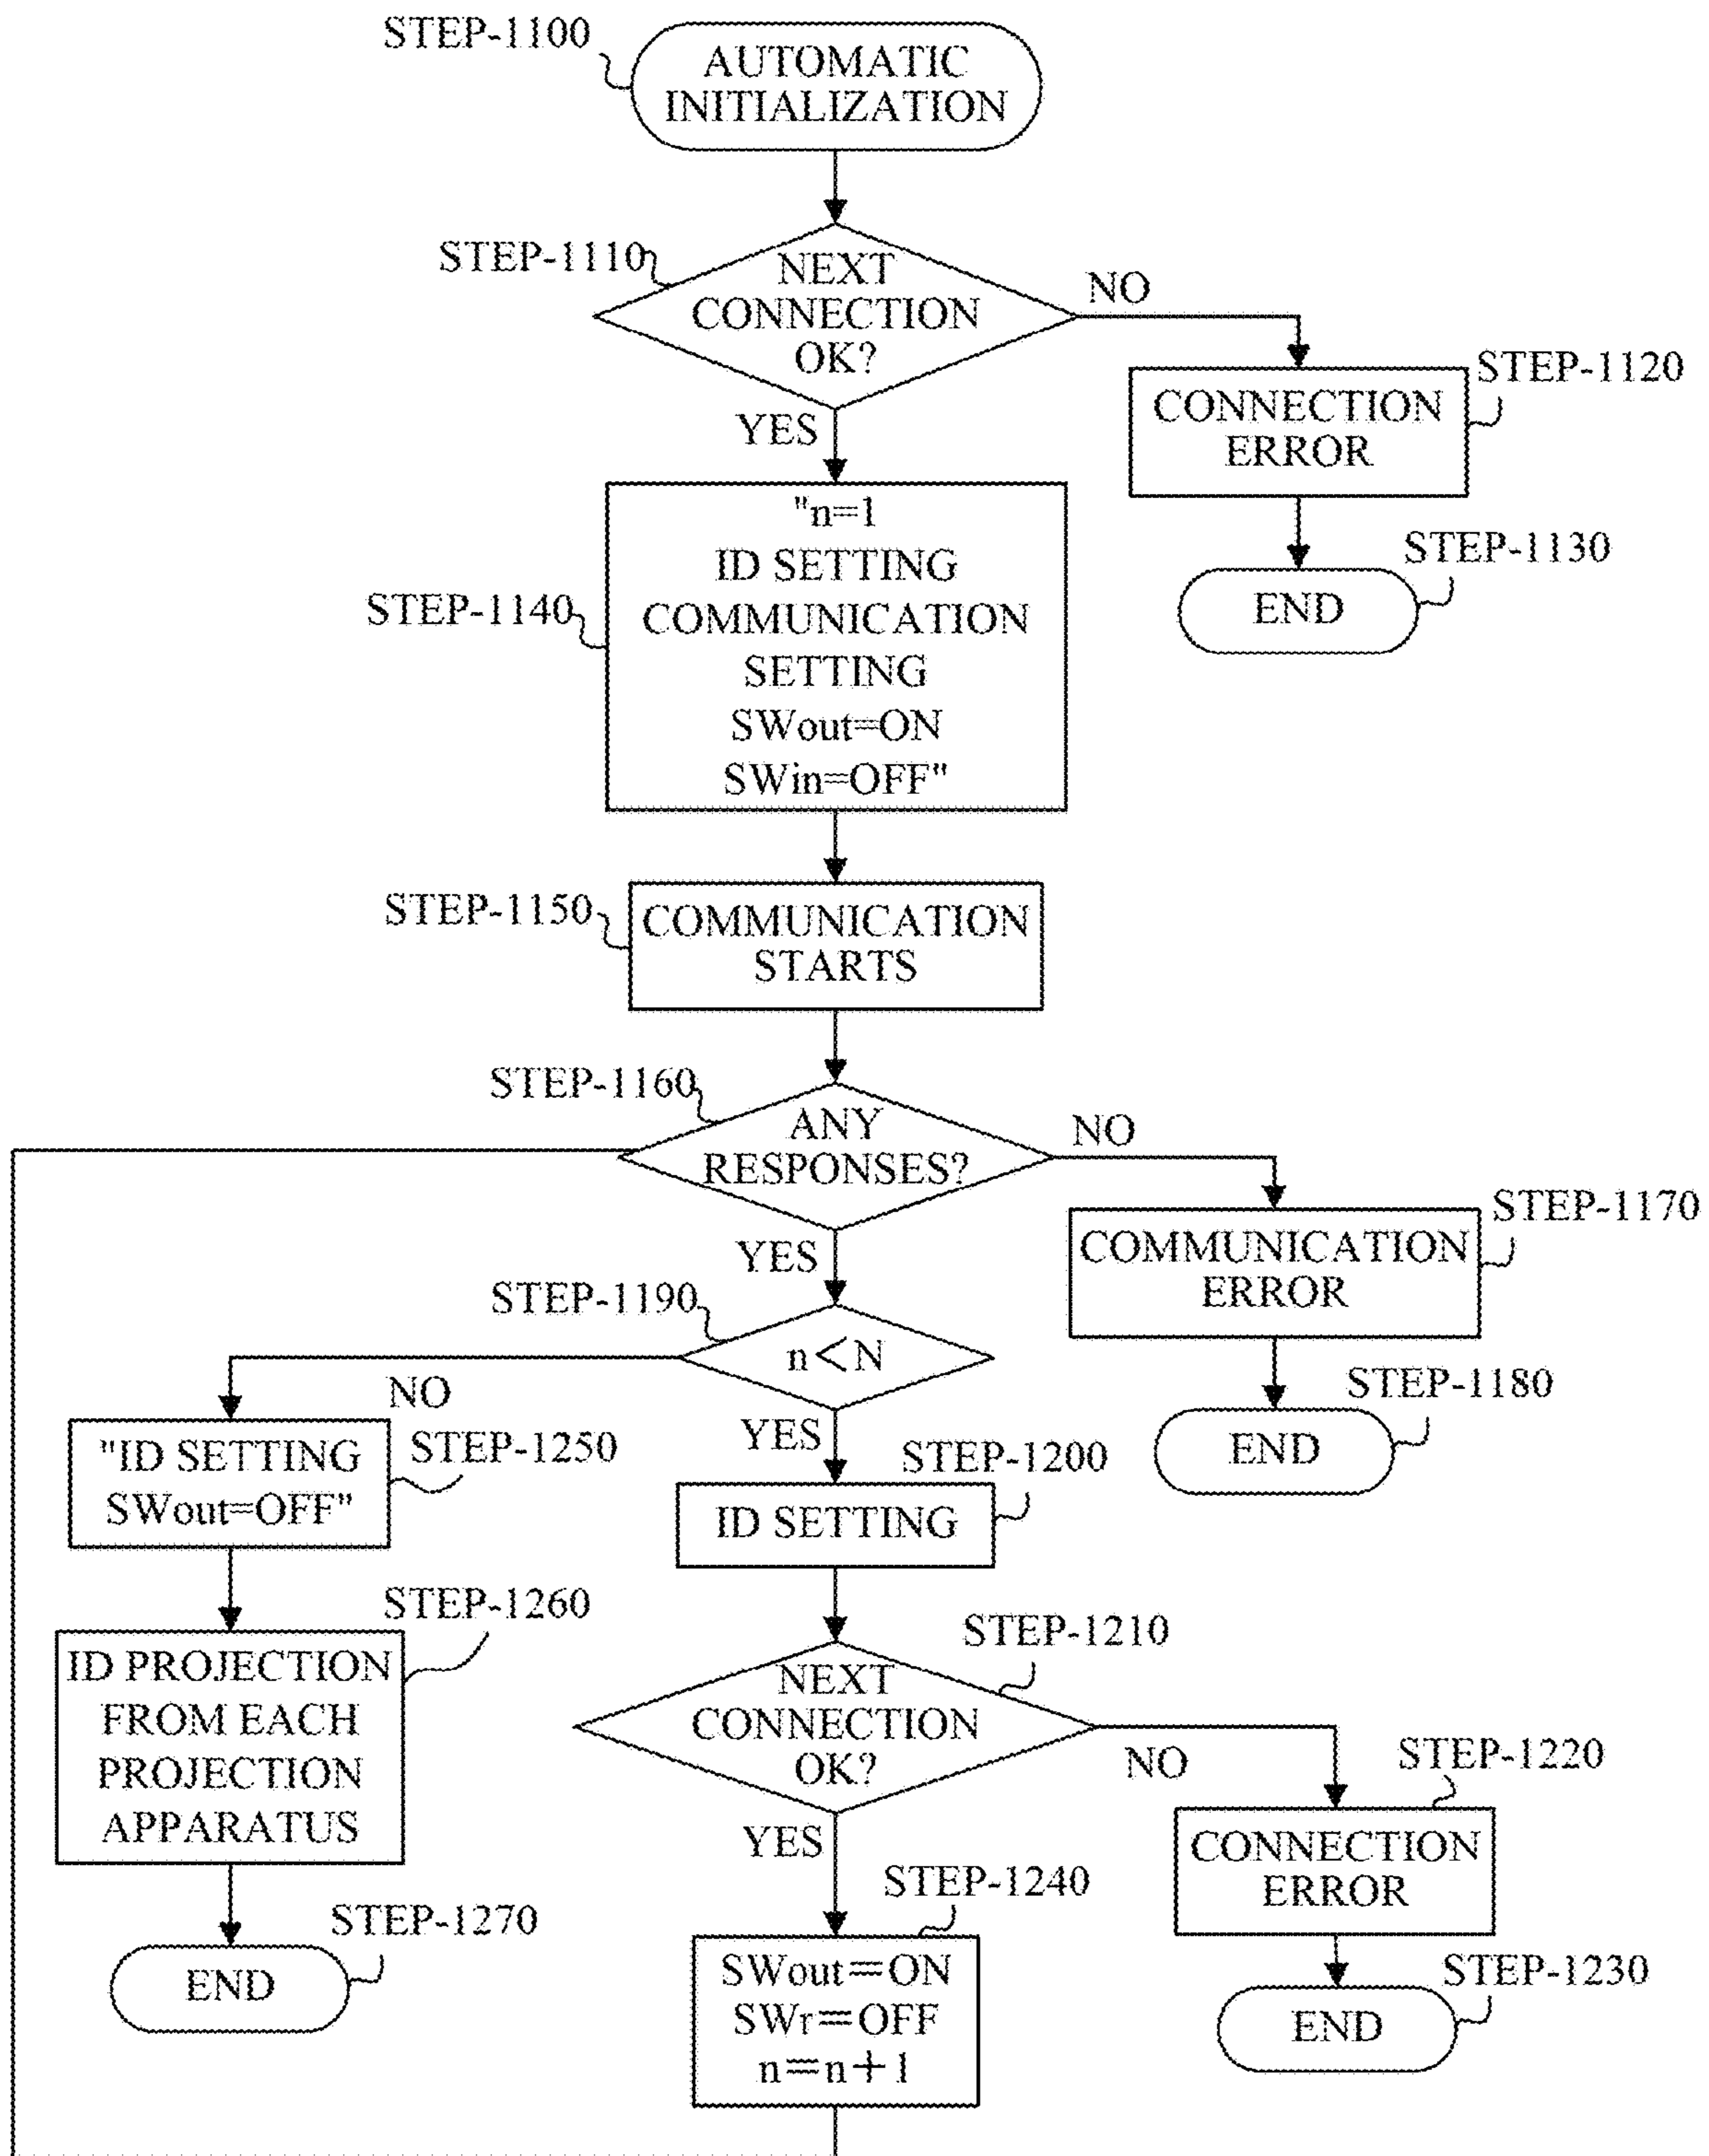 STEP-1100
AUTOMATIC
INITIALIZATION
STEP-1110
NEXT
CONNECTION
OK?
NO
YES
STEP-1120
CONNECTION
ERROR
STEP-1130
END
STEP-1140
"n=1
ID SETTING
COMMUNICATION
SETTING
SWout=ON
SWin=OFF"
STEP-1150
COMMUNICATION
STARTS
STEP-1160
ANY
RESPONSES?
NO
YES
STEP-1170
COMMUNICATION
ERROR
STEP-1180
END
STEP-1190
n<N
NO
YES
STEP-1250
"ID SETTING
SWout=OFF"
STEP-1200
ID SETTING
STEP-1260
ID PROJECTION
FROM EACH
PROJECTION
APPARATUS
STEP-1270
END
STEP-1210
NEXT
CONNECTION
OK?
NO
YES
STEP-1220
CONNECTION
ERROR
STEP-1230
END
STEP-1240
SWout=ON
SWr=OFF
n=n+1